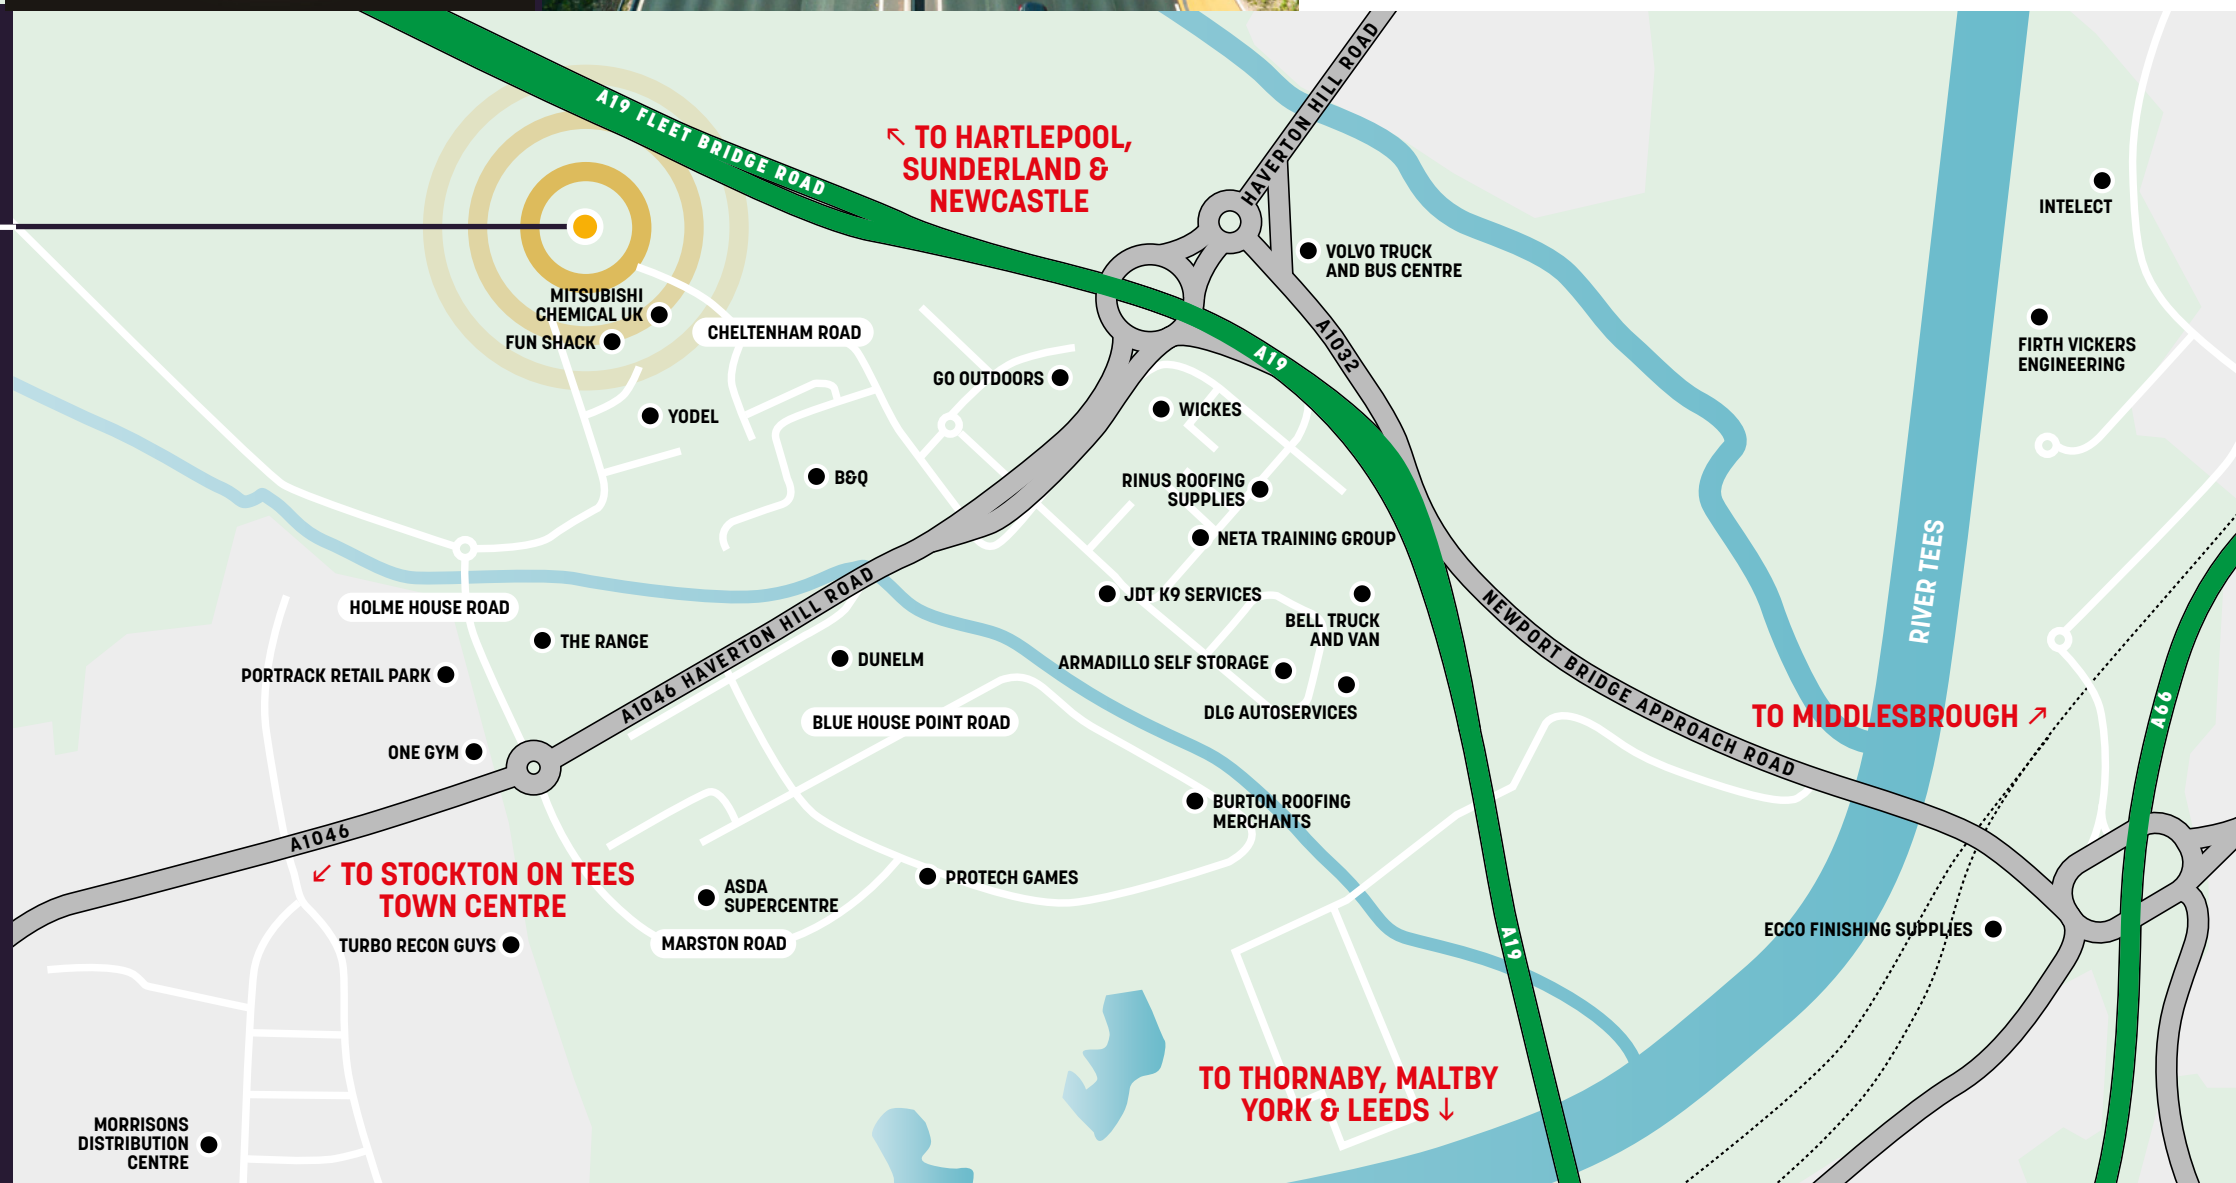 A19 FLEET BRIDGE ROAD
↖ TO HARTLEPOOL,
SUNDERLAND &
NEWCASTLE
HAVERTON HILL ROAD
INTELECT
VOLVO TRUCK
AND BUS CENTRE
MITSUBISHI
CHEMICAL UK
FUN SHACK
CHELTENHAM ROAD
A1032
A19
FIRTH VICKERS
ENGINEERING
GO OUTDOORS
WICKES
YODEL
B&Q
RINUS ROOFING
SUPPLIES
NETA TRAINING GROUP
RIVER TEES
HOLME HOUSE ROAD
JDT K9 SERVICES
BELL TRUCK
AND VAN
THE RANGE
A1046 HAVERTON HILL ROAD
DUNELM
ARMADILLO SELF STORAGE
NEWPORT BRIDGE APPROACH ROAD
PORTRACK RETAIL PARK
DLG AUTOSERVICES
TO MIDDLESBROUGH ↗
A66
BLUE HOUSE POINT ROAD
ONE GYM
BURTON ROOFING
MERCHANTS
A1046
↙ TO STOCKTON ON TEES
TOWN CENTRE
PROTECH GAMES
ASDA
SUPERCENTRE
TURBO RECON GUYS
MARSTON ROAD
A19
ECCO FINISHING SUPPLIES
TO THORNABY, MALTBY
YORK & LEEDS ↓
MORRISONS
DISTRIBUTION
CENTRE